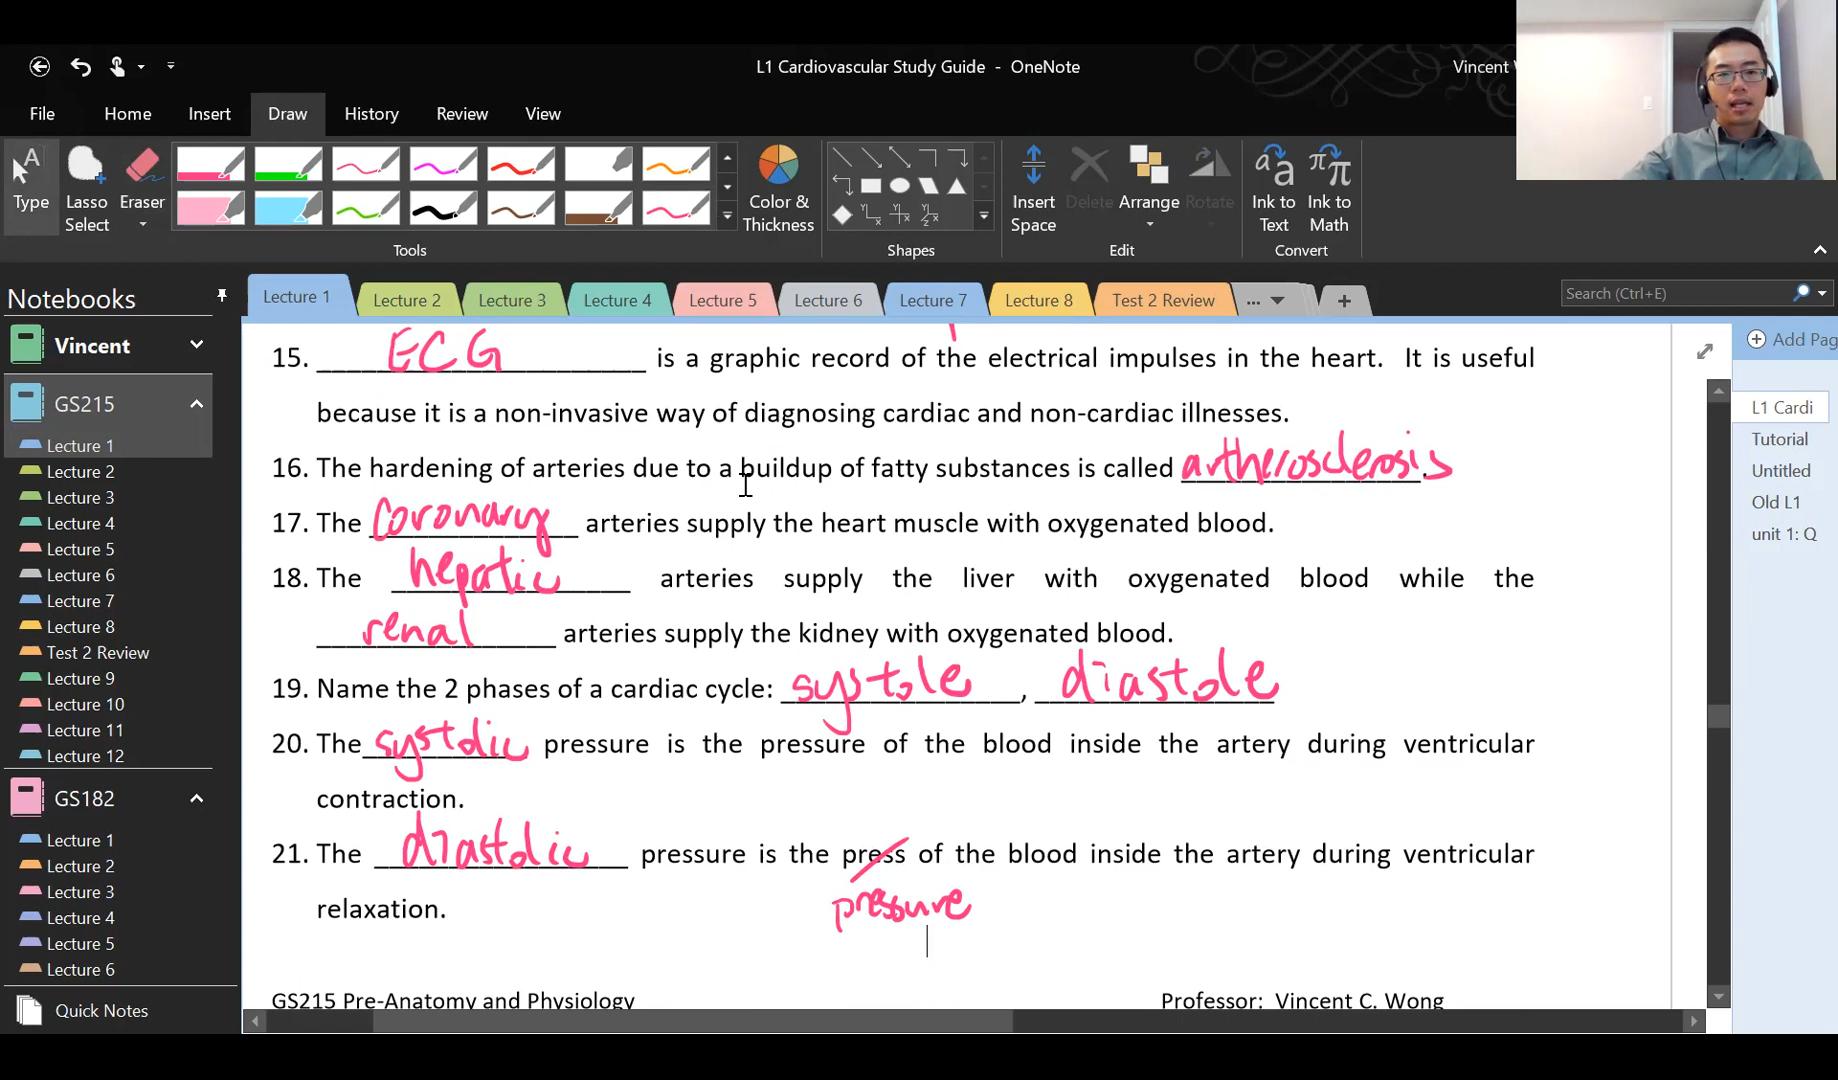 L1 Cardiovascular Study Guide - OneNote
Vincent
File Home Insert Draw History Review View
Type
Lasso Select
Eraser
Color & Thickness
Insert Space
Delete
Arrange
Rotate
Ink to Text
Ink to Math
Tools
Shapes
Edit
Convert
Notebooks
Lecture 1 Lecture 2 Lecture 3 Lecture 4 Lecture 5 Lecture 6 Lecture 7 Lecture 8 Test 2 Review ... +
Search (Ctrl+E)
Vincent
GS215
Lecture 1
Lecture 2
Lecture 3
Lecture 4
Lecture 5
Lecture 6
Lecture 7
Lecture 8
Test 2 Review
Lecture 9
Lecture 10
Lecture 11
Lecture 12
GS182
Lecture 1
Lecture 2
Lecture 3
Lecture 4
Lecture 5
Lecture 6
Quick Notes
15. ECG is a graphic record of the electrical impulses in the heart. It is useful
because it is a non-invasive way of diagnosing cardiac and non-cardiac illnesses.
16. The hardening of arteries due to a buildup of fatty substances is called artherosclerosis.
17. The coronary arteries supply the heart muscle with oxygenated blood.
18. The hepatic arteries supply the liver with oxygenated blood while the
renal arteries supply the kidney with oxygenated blood.
19. Name the 2 phases of a cardiac cycle: systole, diastole
20. The systolic pressure is the pressure of the blood inside the artery during ventricular
contraction.
21. The diastolic pressure is the press of the blood inside the artery during ventricular
relaxation.
pressure
GS215 Pre-Anatomy and Physiology
Professor: Vincent C. Wong
Add Pag
L1 Cardi
Tutorial
Untitled
Old L1
unit 1: Q